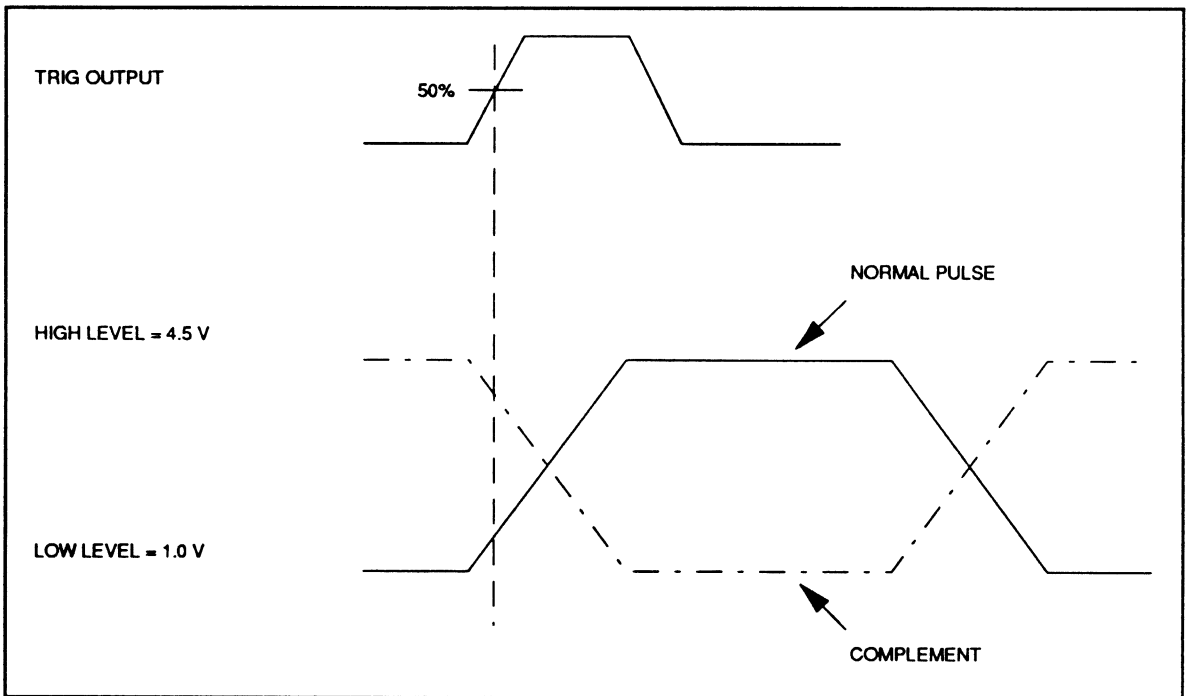 TRIG OUTPUT
50%
NORMAL PULSE
HIGH LEVEL = 4.5 V
LOW LEVEL = 1.0 V
COMPLEMENT